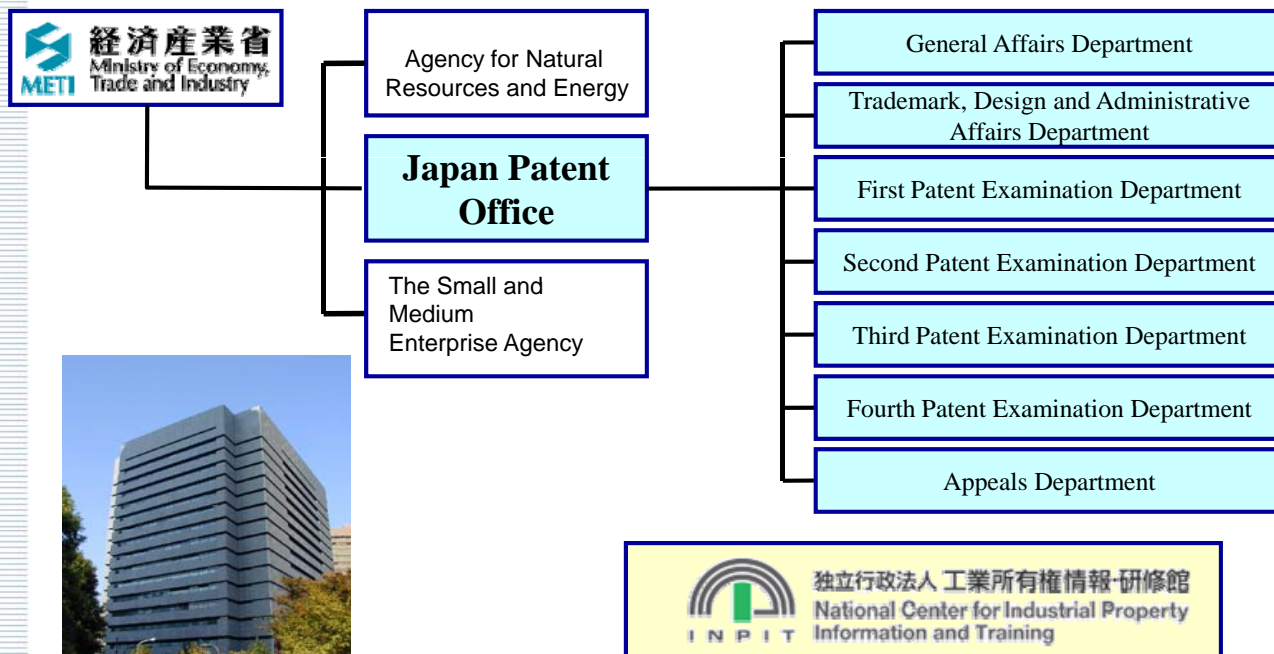 経済産業省
Ministry of Economy,
Trade and Industry
METI
Agency for Natural
Resources and Energy
Japan Patent
Office
The Small and
Medium
Enterprise Agency
General Affairs Department
Trademark, Design and Administrative
Affairs Department
First Patent Examination Department
Second Patent Examination Department
Third Patent Examination Department
Fourth Patent Examination Department
Appeals Department
独立行政法人 工業所有権情報・研修館
National Center for Industrial Property
Information and Training
INPIT